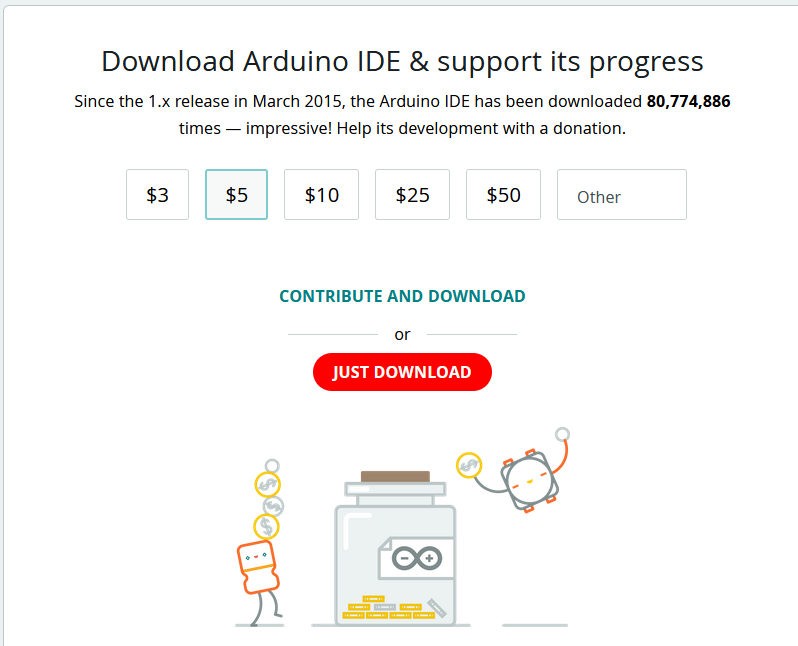 Download Arduino IDE & support its progress
Since the 1.x release in March 2015, the Arduino IDE has been downloaded 80,774,886
times — impressive! Help its development with a donation.
$3 $5 $10 $25 $50 Other
CONTRIBUTE AND DOWNLOAD
or
JUST DOWNLOAD